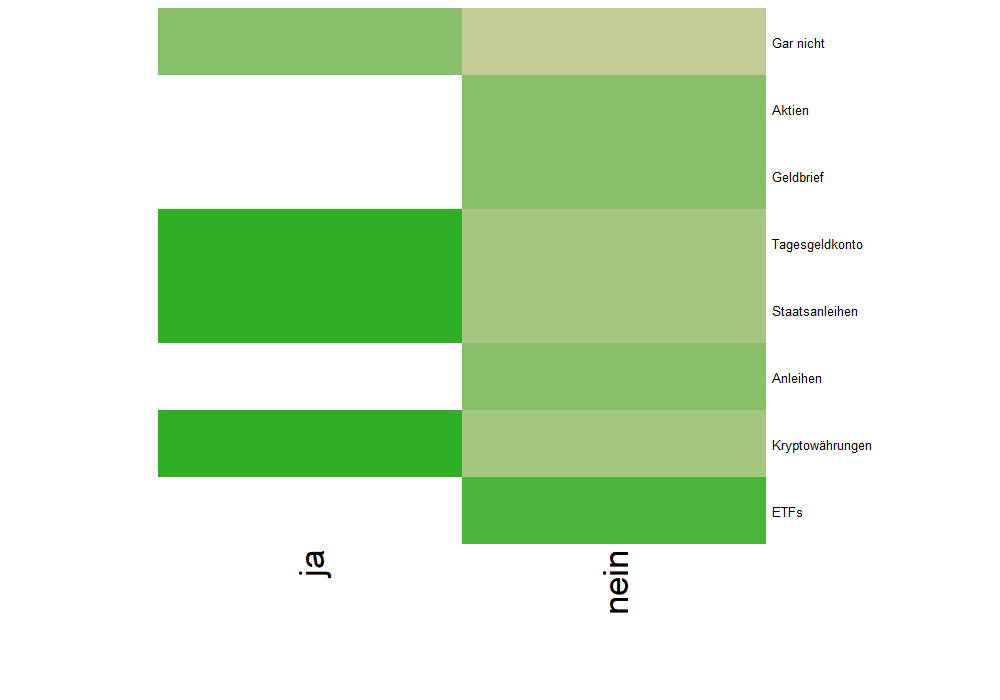 Gar nicht
Aktien
Geldbrief
Tagesgeldkonto
Staatsanleihen
Anleihen
Kryptowährungen
ETFs
ja
nein